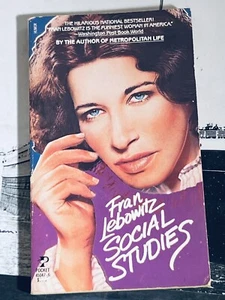 THE HILARIOUS NATIONAL BESTSELLER!
"FRAN LEBOWITZ IS THE FUNNIEST WOMAN IN AMERICA."
—Washington Post Book World
BY THE AUTHOR OF METROPOLITAN LIFE
Fran
Lebowitz
SOCIAL
STUDIES
POCKET